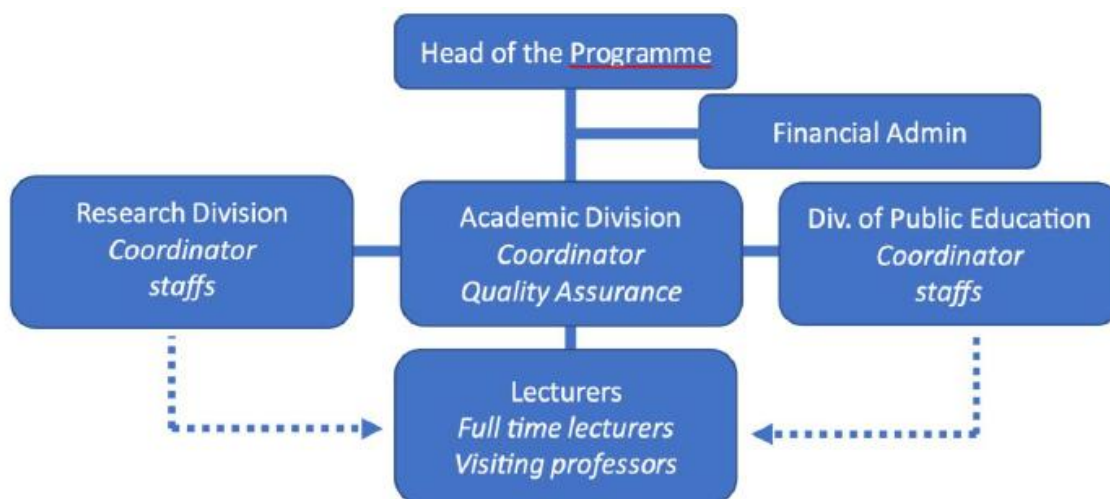 Head of the Programme
Financial Admin
Research Division
Coordinator
staffs
Academic Division
Coordinator
Quality Assurance
Div. of Public Education
Coordinator
staffs
Lecturers
Full time lecturers
Visiting professors